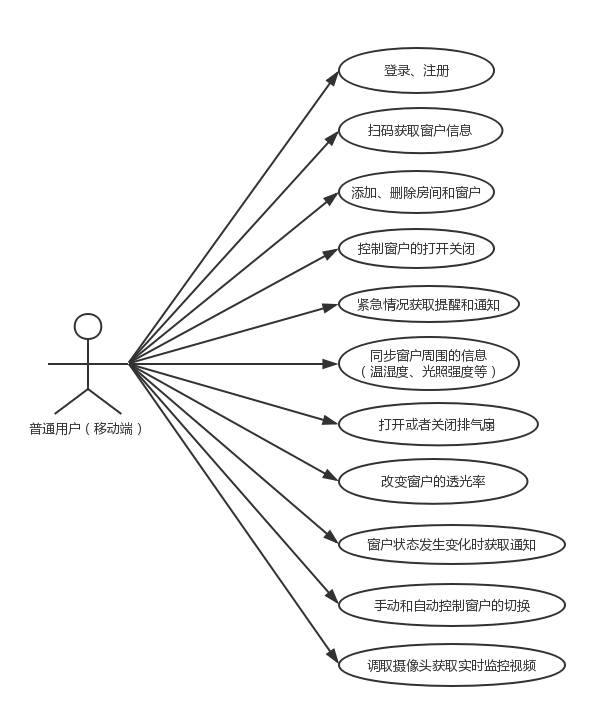 登录、注册
扫码获取窗户信息
添加、删除房间和窗户
控制窗户的打开关闭
紧急情况获取提醒和通知
同步窗户周围的信息
（温湿度、光照强度等）
打开或者关闭排气扇
普通用户（移动端）
改变窗户的透光率
窗户状态发生变化时获取通知
手动和自动控制窗户的切换
调取摄像头获取实时监控视频